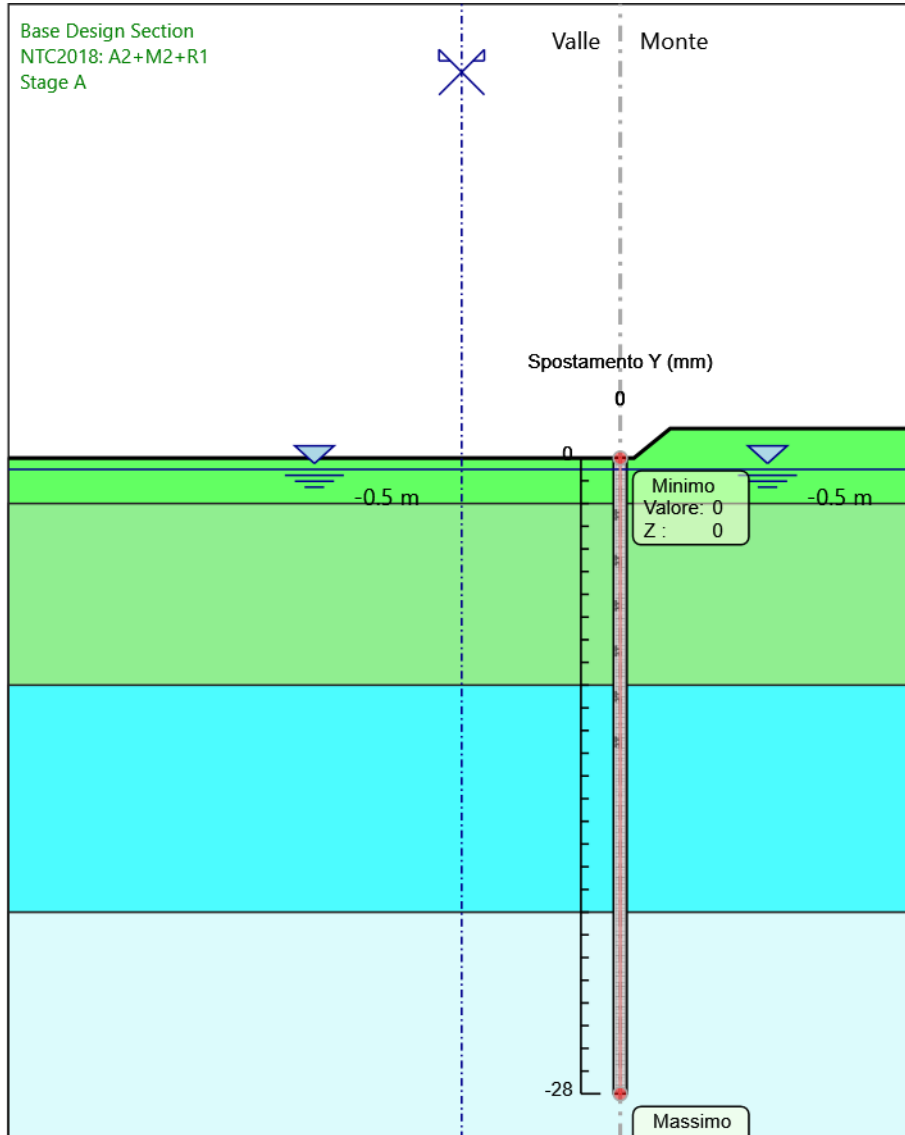 Base Design Section
NTC2018: A2+M2+R1
Stage A
Valle
Monte
Spostamento Y (mm)
0
0
-0.5 m
-0.5 m
Minimo
Valore: 0
Z : 0
-28
Massimo